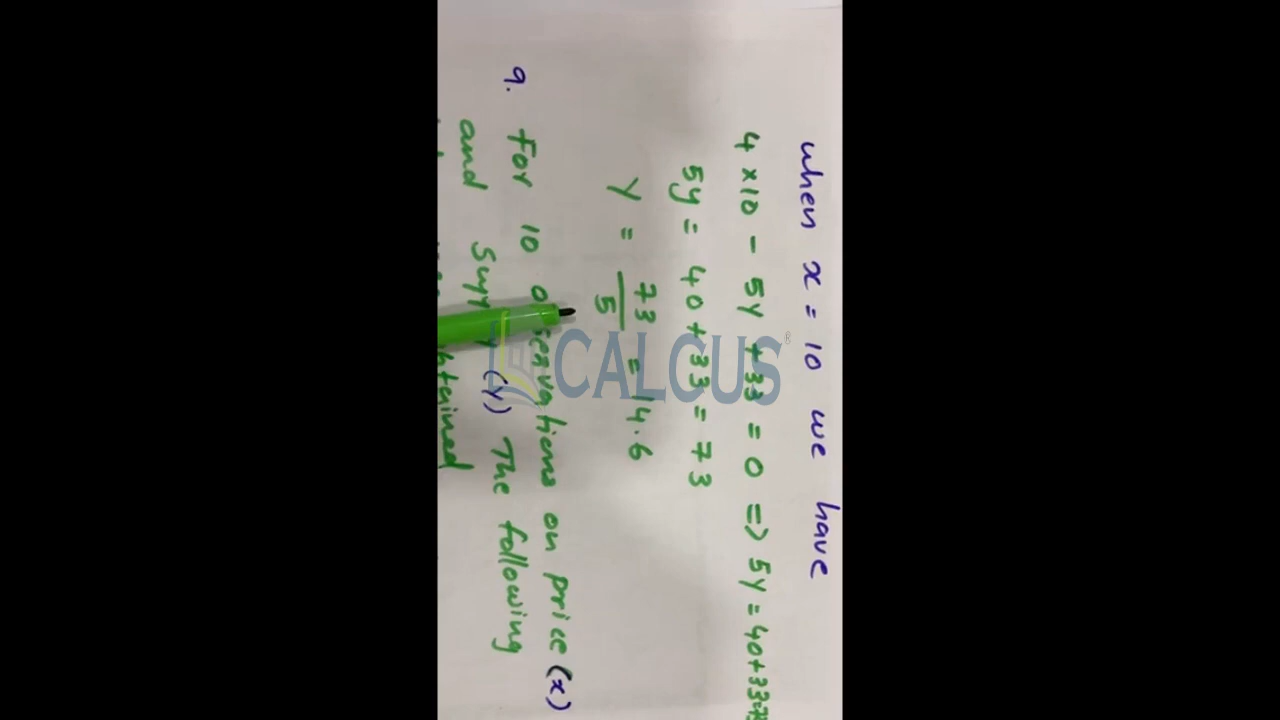 when x = 10 we have
4 × 10 - 5y + 33 = 0 => 5y = 40+33=73
5y = 40 + 33 = 73
y = 73/5 = 14.6
9. For 10 observations on price (x)
and (y) The following
CALCUS®